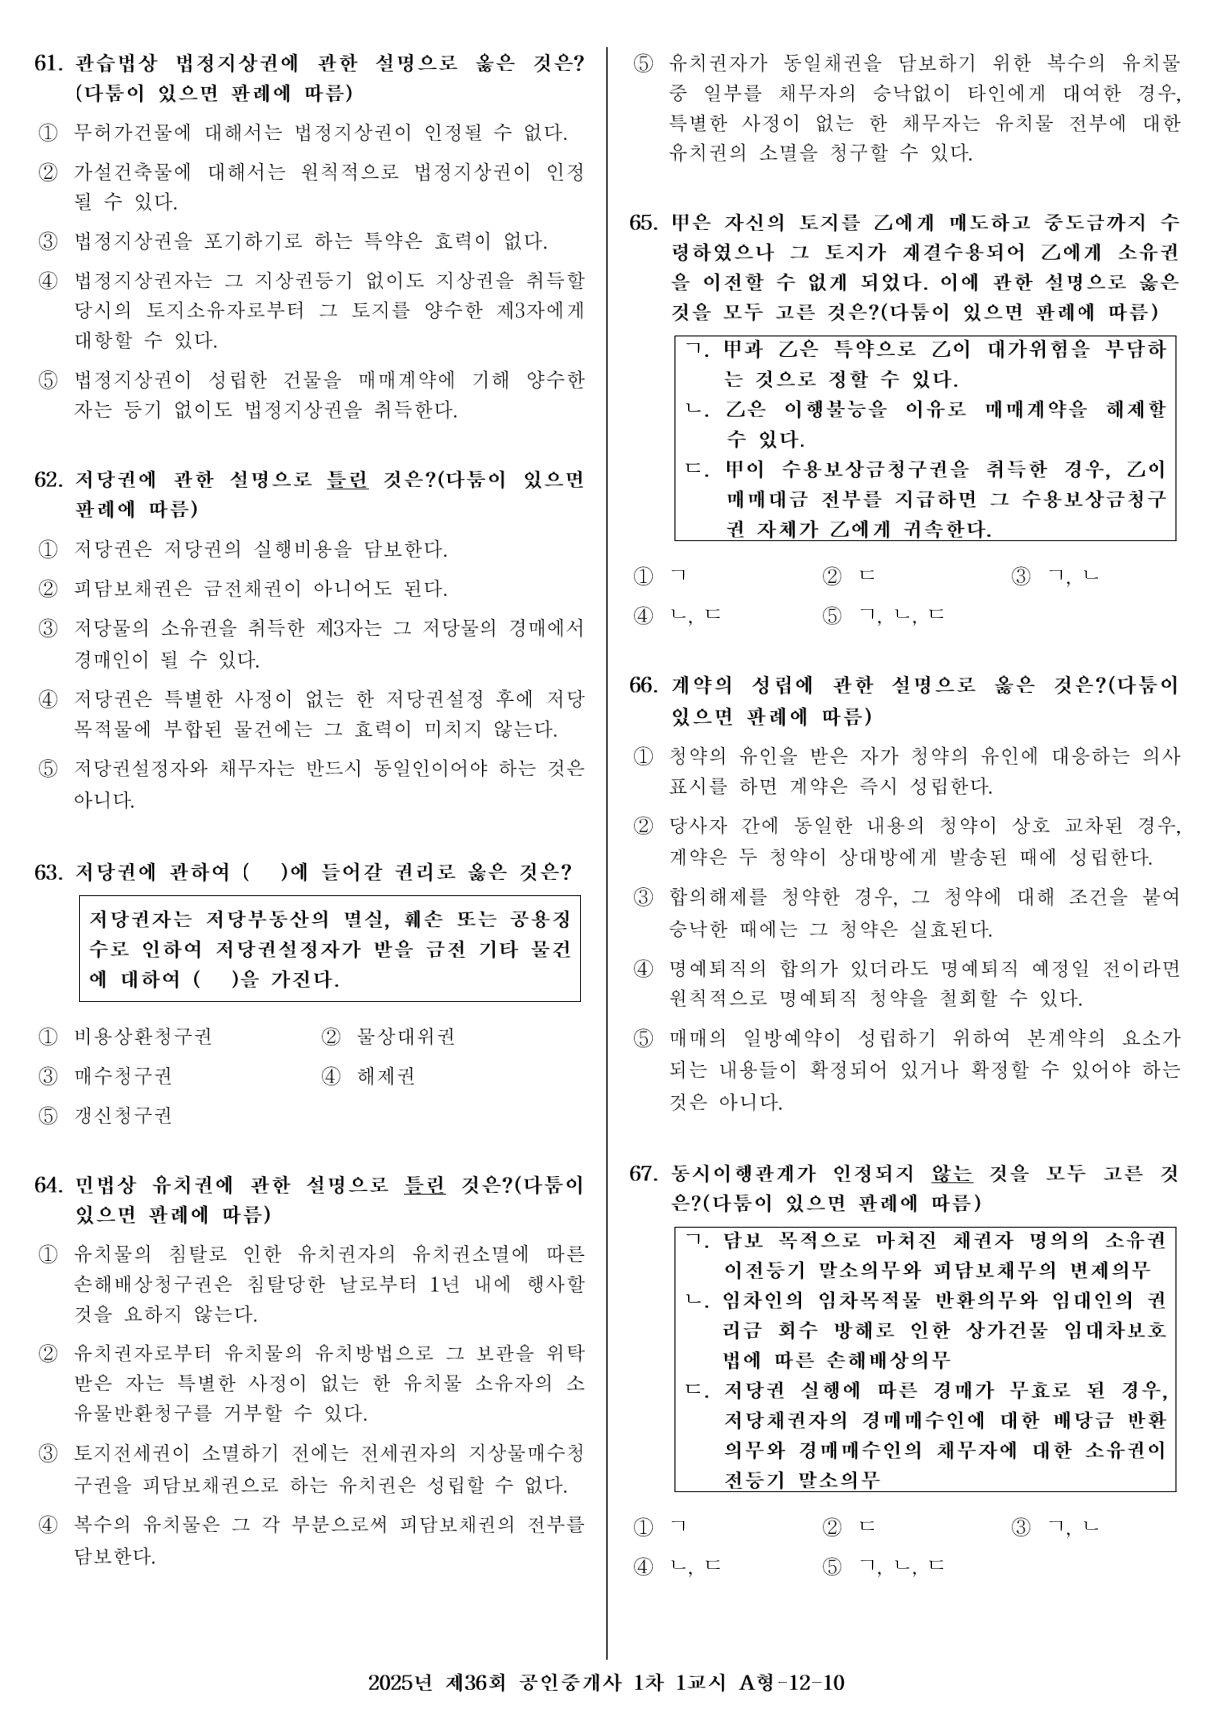 61. 관습법상 법정지상권에 관한 설명으로 옳은 것은?
(다툼이 있으면 판례에 따름)
① 무허가건물에 대해서는 법정지상권이 인정될 수 없다.
② 가설건축물에 대해서는 원칙적으로 법정지상권이 인정
될 수 있다.
③ 법정지상권을 포기하기로 하는 특약은 효력이 없다.
④ 법정지상권자는 그 지상권등기 없이도 지상권을 취득할
당시의 토지소유자로부터 그 토지를 양수한 제3자에게
대항할 수 있다.
⑤ 법정지상권이 성립한 건물을 매매계약에 기해 양수한
자는 등기 없이도 법정지상권을 취득한다.
62. 저당권에 관한 설명으로 틀린 것은?(다툼이 있으면
판례에 따름)
① 저당권은 저당권의 실행비용을 담보한다.
② 피담보채권은 금전채권이 아니어도 된다.
③ 저당물의 소유권을 취득한 제3자는 그 저당물의 경매에서
경매인이 될 수 있다.
④ 저당권은 특별한 사정이 없는 한 저당권설정 후에 저당
목적물에 부합된 물건에는 그 효력이 미치지 않는다.
⑤ 저당권설정자와 채무자는 반드시 동일인이어야 하는 것은
아니다.
63. 저당권에 관하여 ( )에 들어갈 권리로 옳은 것은?
저당권자는 저당부동산의 멸실, 훼손 또는 공용징
수로 인하여 저당권설정자가 받을 금전 기타 물건
에 대하여 ( )을 가진다.
① 비용상환청구권 ② 물상대위권
③ 매수청구권 ④ 해제권
⑤ 갱신청구권
64. 민법상 유치권에 관한 설명으로 틀린 것은?(다툼이
있으면 판례에 따름)
① 유치물의 침탈로 인한 유치권자의 유치권소멸에 따른
손해배상청구권은 침탈당한 날로부터 1년 내에 행사할
것을 요하지 않는다.
② 유치권자로부터 유치물의 유치방법으로 그 보관을 위탁
받은 자는 특별한 사정이 없는 한 유치물 소유자의 소
유물반환청구를 거부할 수 있다.
③ 토지전세권이 소멸하기 전에는 전세권자의 지상물매수청
구권을 피담보채권으로 하는 유치권은 성립할 수 없다.
④ 복수의 유치물은 그 각 부분으로써 피담보채권의 전부를
담보한다.
⑤ 유치권자가 동일채권을 담보하기 위한 복수의 유치물
중 일부를 채무자의 승낙없이 타인에게 대여한 경우,
특별한 사정이 없는 한 채무자는 유치물 전부에 대한
유치권의 소멸을 청구할 수 있다.
65. 甲은 자신의 토지를 乙에게 매도하고 중도금까지 수
령하였으나 그 토지가 재결수용되어 乙에게 소유권
을 이전할 수 없게 되었다. 이에 관한 설명으로 옳은
것을 모두 고른 것은?(다툼이 있으면 판례에 따름)
ㄱ. 甲과 乙은 특약으로 乙이 대가위험을 부담하
는 것으로 정할 수 있다.
ㄴ. 乙은 이행불능을 이유로 매매계약을 해제할
수 있다.
ㄷ. 甲이 수용보상금청구권을 취득한 경우, 乙이
매매대금 전부를 지급하면 그 수용보상금청구
권 자체가 乙에게 귀속한다.
① ㄱ ② ㄷ ③ ㄱ, ㄴ
④ ㄴ, ㄷ ⑤ ㄱ, ㄴ, ㄷ
66. 계약의 성립에 관한 설명으로 옳은 것은?(다툼이
있으면 판례에 따름)
① 청약의 유인을 받은 자가 청약의 유인에 대응하는 의사
표시를 하면 계약은 즉시 성립한다.
② 당사자 간에 동일한 내용의 청약이 상호 교차된 경우,
계약은 두 청약이 상대방에게 발송된 때에 성립한다.
③ 합의해제를 청약한 경우, 그 청약에 대해 조건을 붙여
승낙한 때에는 그 청약은 실효된다.
④ 명예퇴직의 합의가 있더라도 명예퇴직 예정일 전이라면
원칙적으로 명예퇴직 청약을 철회할 수 있다.
⑤ 매매의 일방예약이 성립하기 위하여 본계약의 요소가
되는 내용들이 확정되어 있거나 확정할 수 있어야 하는
것은 아니다.
67. 동시이행관계가 인정되지 않는 것을 모두 고른 것
은?(다툼이 있으면 판례에 따름)
ㄱ. 담보 목적으로 마쳐진 채권자 명의의 소유권
이전등기 말소의무와 피담보채무의 변제의무
ㄴ. 임차인의 임차목적물 반환의무와 임대인의 권
리금 회수 방해로 인한 상가건물 임대차보호
법에 따른 손해배상의무
ㄷ. 저당권 실행에 따른 경매가 무효로 된 경우,
저당채권자의 경매매수인에 대한 배당금 반환
의무와 경매매수인의 채무자에 대한 소유권이
전등기 말소의무
① ㄱ ② ㄷ ③ ㄱ, ㄴ
④ ㄴ, ㄷ ⑤ ㄱ, ㄴ, ㄷ
2025년 제36회 공인중개사 1차 1교시 A형-12-10